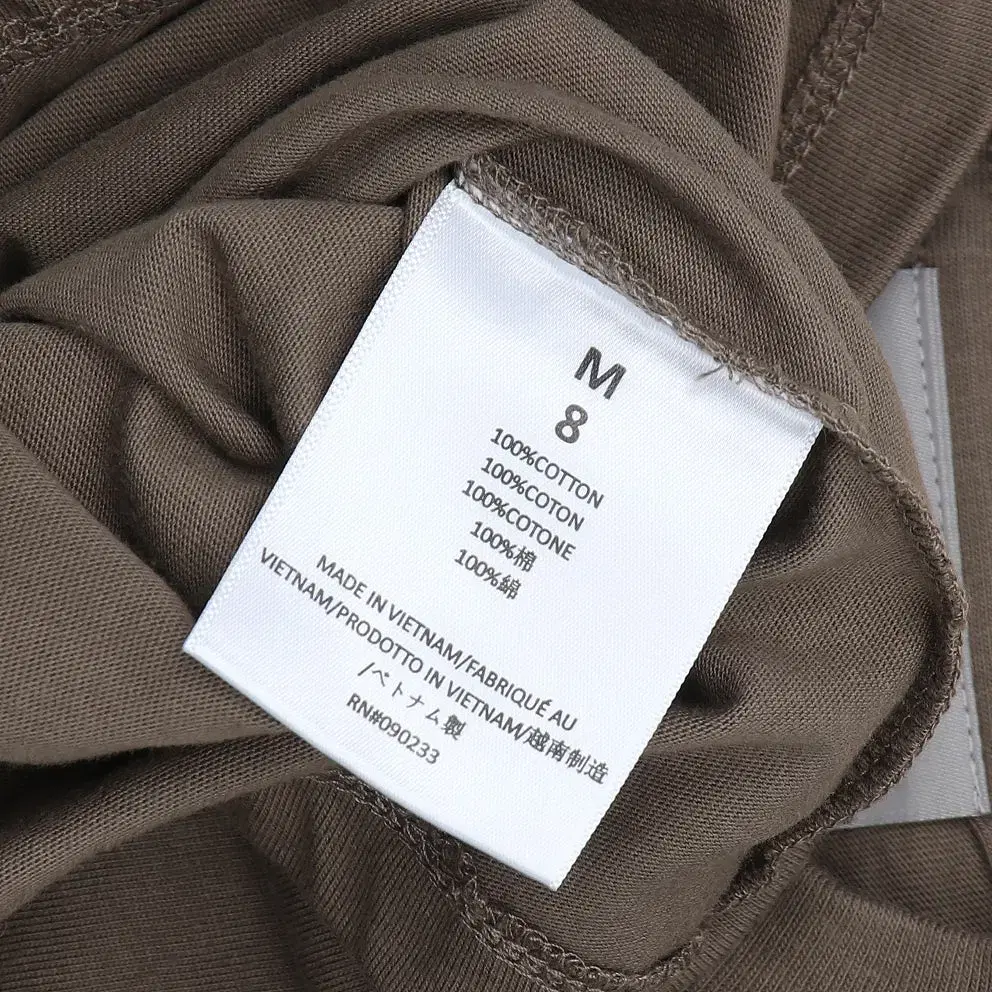 M
8
100%COTTON
100%COTON
100%COTONE
100%棉
100%綿
MADE IN VIETNAM/FABRIQUÉ AU
VIETNAM/PRODOTTO IN VIETNAM/越南制造
/ベトナム製
RN#090233